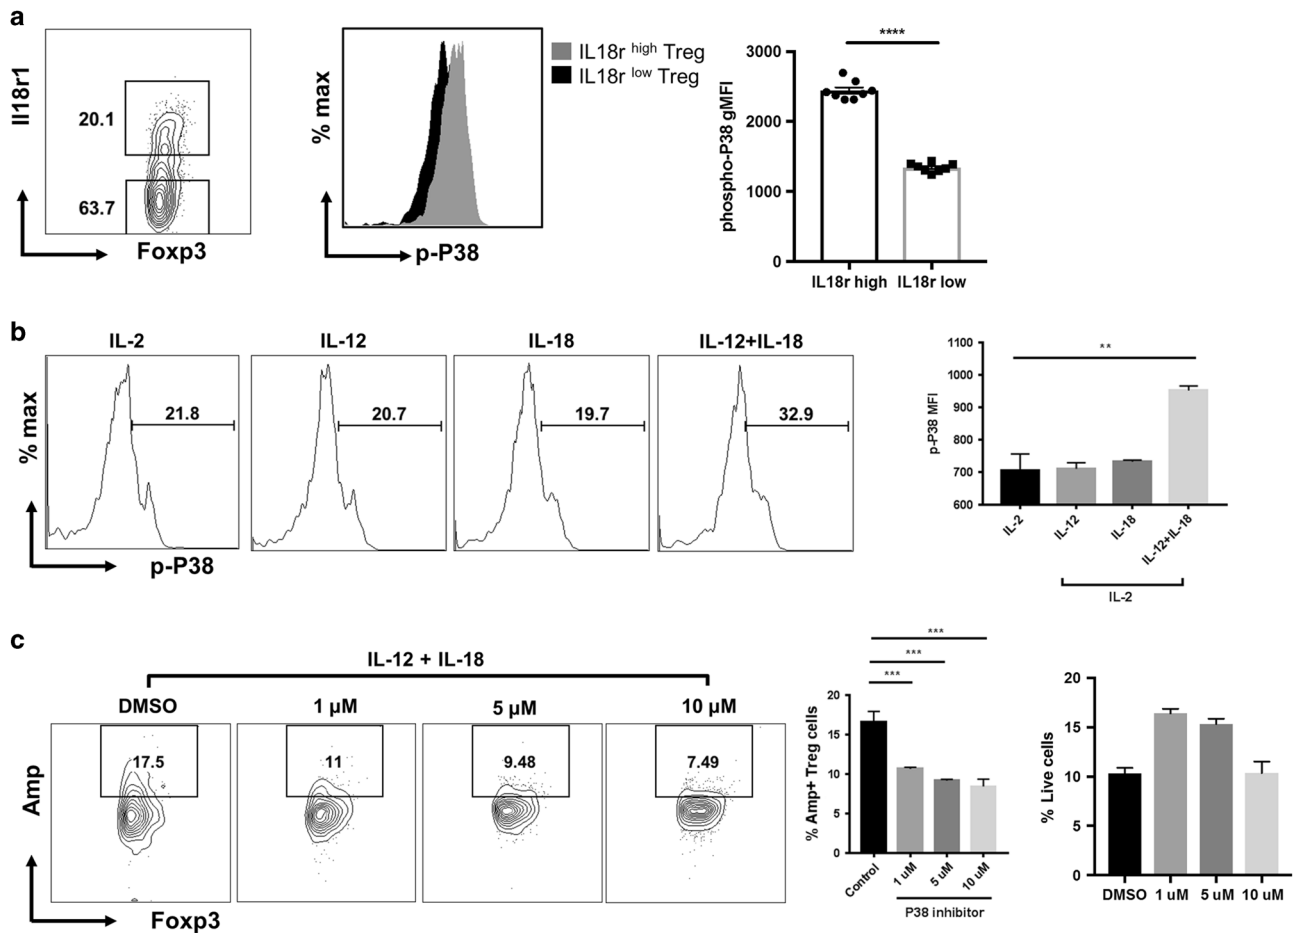 a
Il18r1
20.1
63.7
Foxp3
% max
p-P38
IL18r high Treg
IL18r low Treg
****
phospho-P38 gMFI
3000
2000
1000
0
IL18r high
IL18r low
b
IL-2
IL-12
IL-18
IL-12+IL-18
% max
21.8
20.7
19.7
32.9
p-P38
**
p-P38 MFI
1100
1000
900
800
700
600
IL-2
IL-12
IL-18
IL-12+IL-18
IL-2
c
IL-12 + IL-18
DMSO
1 µM
5 µM
10 µM
Amp
17.5
11
9.48
7.49
Foxp3
***
***
***
% Amp+ Treg cells
20
15
10
5
0
Control
1 uM
5 uM
10 uM
P38 inhibitor
% Live cells
20
15
10
5
0
DMSO
1 uM
5 uM
10 uM